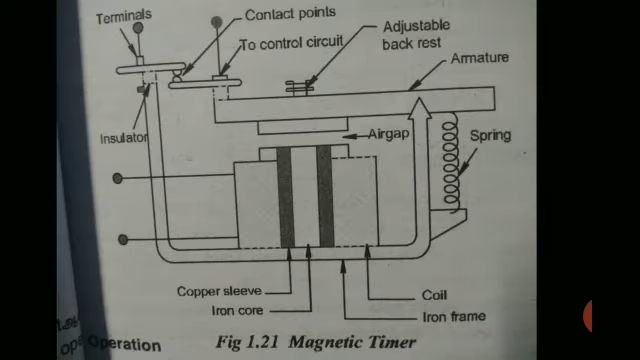 Terminals
Contact points
Adjustable
back rest
To control circuit
Armature
Insulator
Airgap
Spring
Copper sleeve
Iron core
Coil
Iron frame
Operation
Fig 1.21 Magnetic Timer